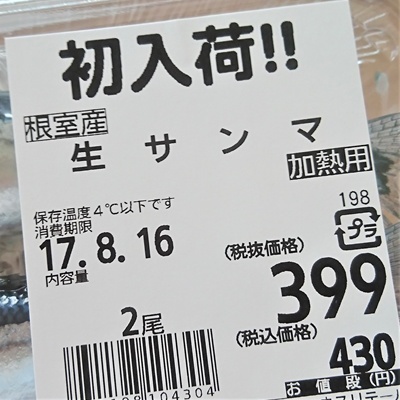 初入荷!!
根室産
生サンマ
加熱用
保存温度4℃以下です
消費期限
17.8.16
内容量
2尾
198
プラ
(税抜価格)
399
(税込価格)
430
お値段(円)
08104304